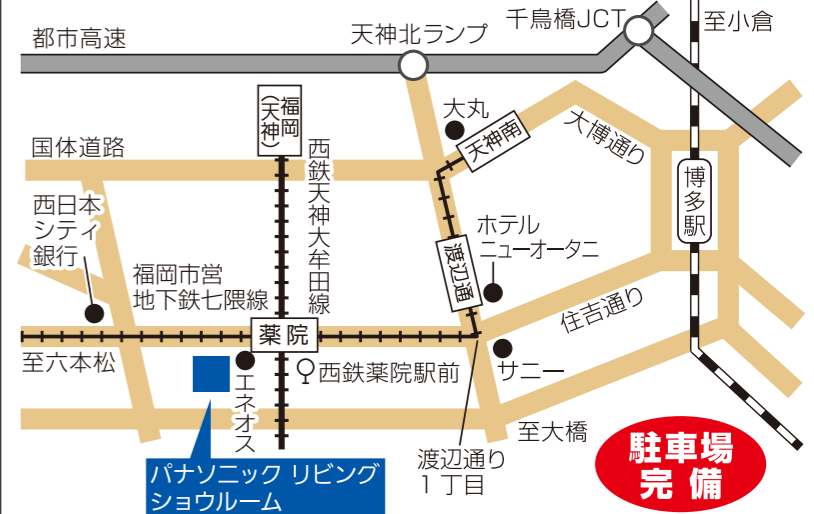 千鳥橋JCT
至小倉
都市高速
天神北ランプ
福岡
(天神)
大丸
天神南
大博通り
国体道路
西鉄天神大牟田線
博多駅
西日本
シティ
銀行
ホテル
ニューオータニ
渡辺通
福岡市営
地下鉄七隈線
住吉通り
薬院
至六本松
エネオス
西鉄薬院駅前
サニー
至大橋
渡辺通り
1丁目
パナソニック リビング
ショウルーム
駐車場
完備